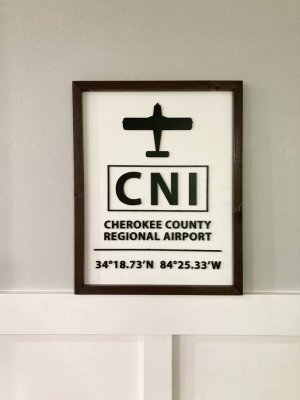 CNI
CHEROKEE COUNTY
REGIONAL AIRPORT
34°18.73'N 84°25.33'W